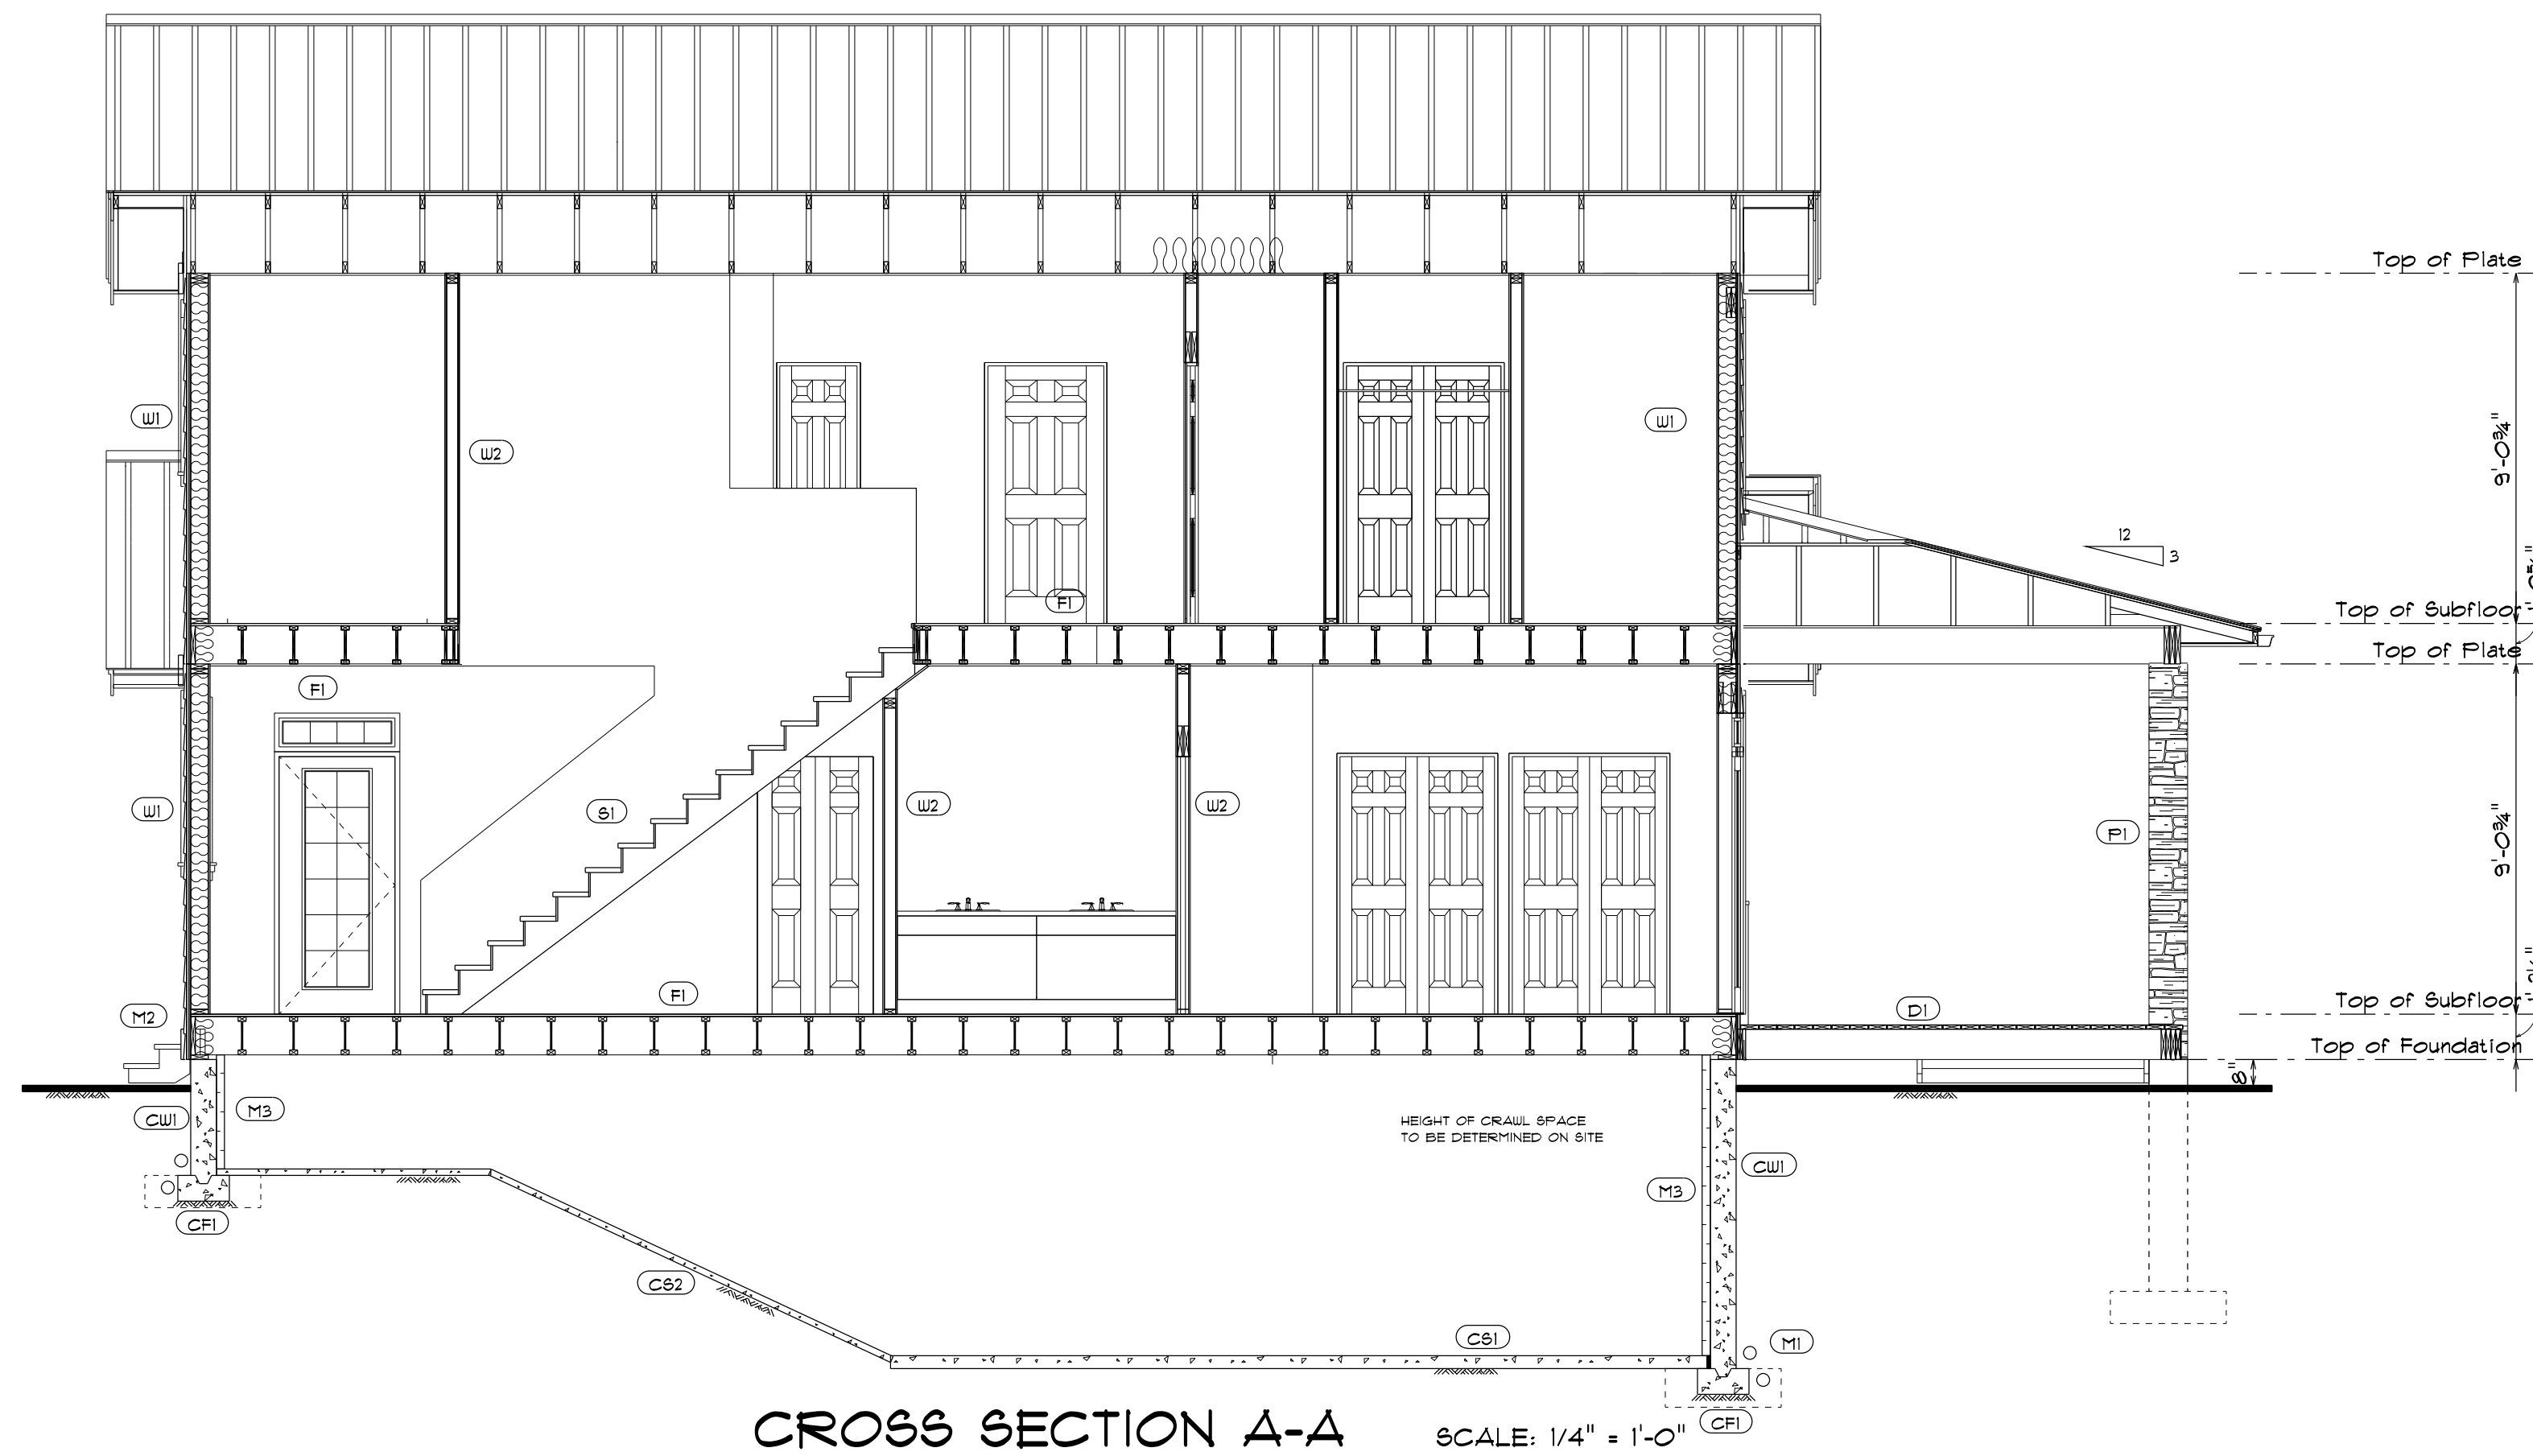 Top of Plate
W1
W1
W2
9'-0¾"
12
3
F1
Top of Subfloor
Top of Plate
F1
W1
S1
W2
W2
P1
9'-0¾"
F1
M2
D1
Top of Subfloor
Top of Foundation
8"
CW1
M3
HEIGHT OF CRAWL SPACE
TO BE DETERMINED ON SITE
M3
CW1
CF1
CS2
CS1
M1
CROSS SECTION A-A
SCALE: 1/4" = 1'-0"
CF1